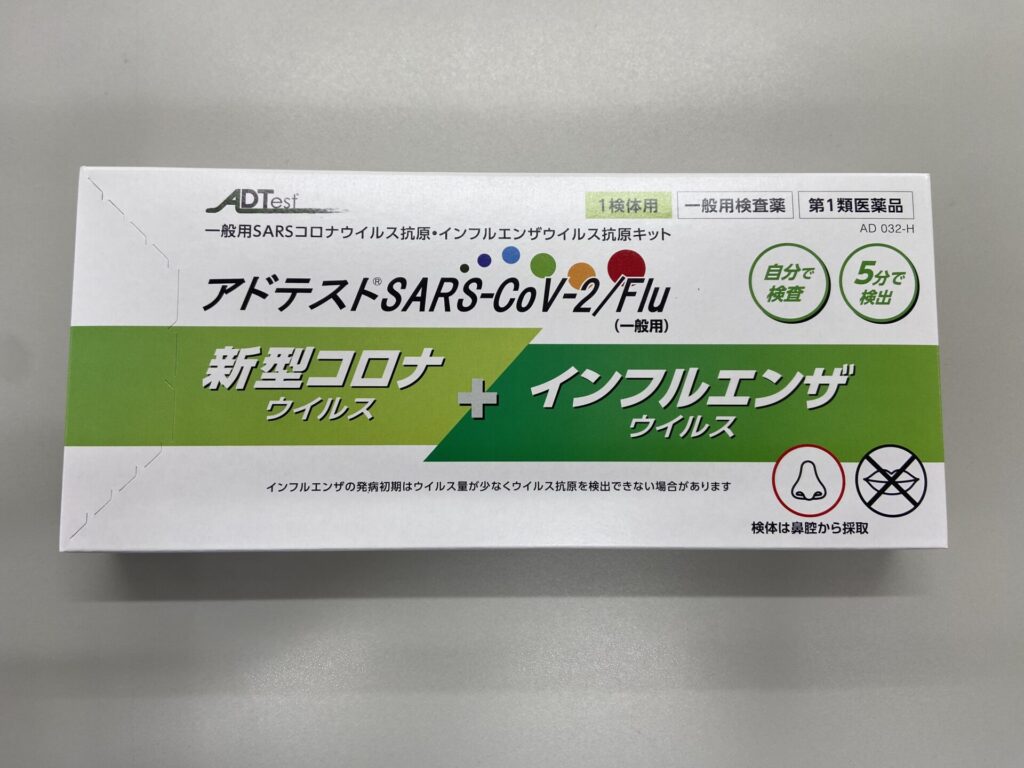 ADTest
1検体用 一般用検査薬 第1類医薬品
AD 032-H
一般用SARSコロナウイルス抗原・インフルエンザウイルス抗原キット
アドテスト®SARS-CoV-2/Flu
(一般用)
自分で
検査
5分で
検出
新型コロナ
ウイルス
+
インフルエンザ
ウイルス
インフルエンザの発病初期はウイルス量が少なくウイルス抗原を検出できない場合があります
検体は鼻腔から採取